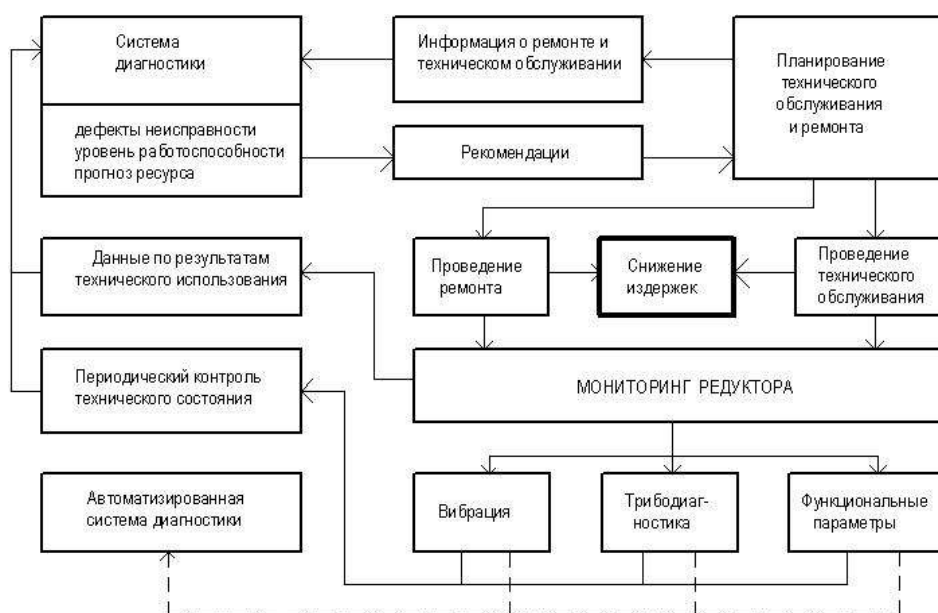 Система
диагностики
дефекты неисправности
уровень работоспособности
прогноз ресурса
Информация о ремонте и
техническом обслуживании
Рекомендации
Планирование
технического
обслуживания
и ремонта
Данные по результатам
технического использования
Проведение
ремонта
Снижение
издержек
Проведение
технического
обслуживания
Периодический контроль
технического состояния
МОНИТОРИНГ РЕДУКТОРА
Автоматизированная
система диагностики
Вибрация
Трибодиаг-
ностика
Функциональные
параметры